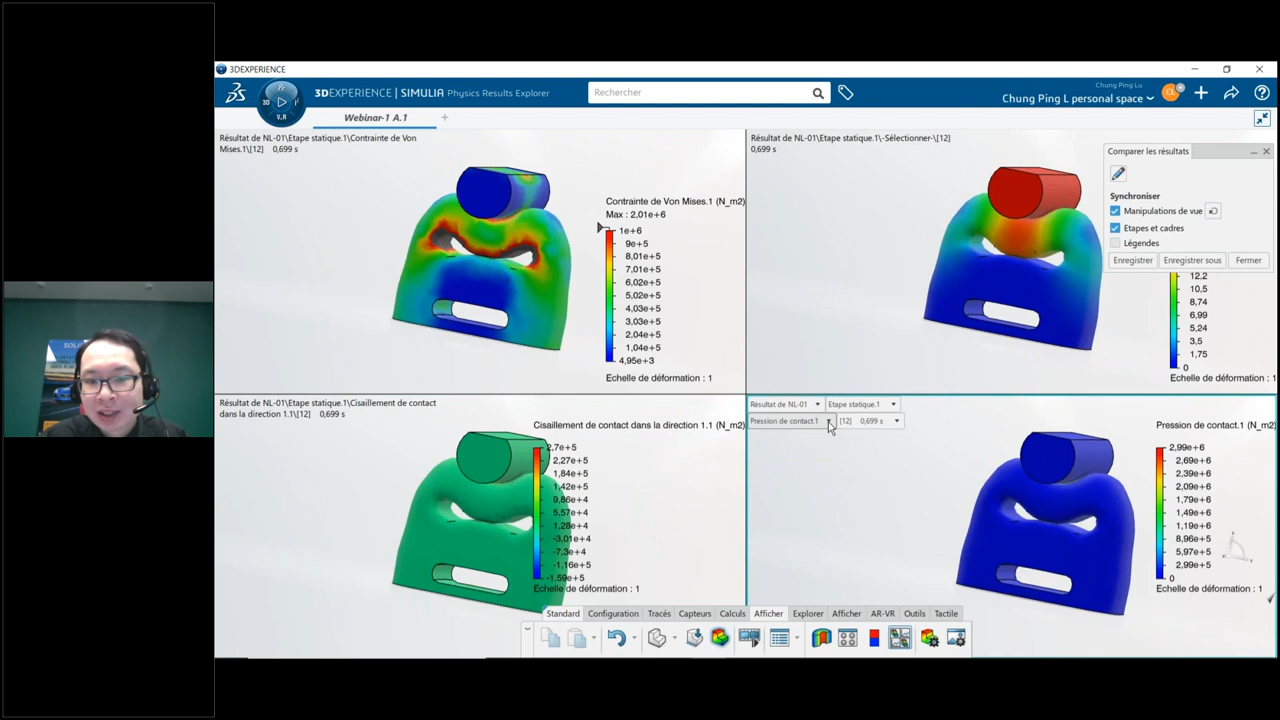 3DEXPERIENCE
3DEXPERIENCE | SIMULIA Physics Results Explorer
Rechercher
Chung Ping Lu
Chung Ping L personal space
3D
V.R
Webinar-1 A.1
Résultat de NL-01\Etape statique.1\Contrainte de Von
Mises.1\[12] 0,699 s
Contrainte de Von Mises.1 (N_m2)
Max : 2,01e+6
1e+6
9e+5
8,01e+5
7,01e+5
6,02e+5
5,02e+5
4,03e+5
3,03e+5
2,04e+5
1,04e+5
4,95e+3
Echelle de déformation : 1
Résultat de NL-01\Etape statique.1\-Sélectionner-\[12]
0,699 s
Comparer les résultats
Synchroniser
Manipulations de vue
Etapes et cadres
Légendes
Enregistrer
Enregistrer sous
Fermer
12,2
10,5
8,74
6,99
5,24
3,5
1,75
0
Echelle de déformation : 1
Résultat de NL-01\Etape statique.1\Cisaillement de contact
dans la direction 1.1\[12] 0,699 s
Cisaillement de contact dans la direction 1.1 (N_m2)
2,7e+5
2,27e+5
1,84e+5
1,42e+5
9,86e+4
5,57e+4
1,28e+4
-3,01e+4
-7,3e+4
-1,16e+5
-1,59e+5
Echelle de déformation : 1
Résultat de NL-01
Etape statique.1
Pression de contact.1
[12] 0,699 s
Pression de contact.1 (N_m2)
2,99e+6
2,69e+6
2,39e+6
2,09e+6
1,79e+6
1,49e+6
1,19e+6
8,96e+5
5,97e+5
2,99e+5
0
Echelle de déformation : 1
Standard
Configuration
Tracés
Capteurs
Calculs
Afficher
Explorer
Afficher
AR-VR
Outils
Tactile